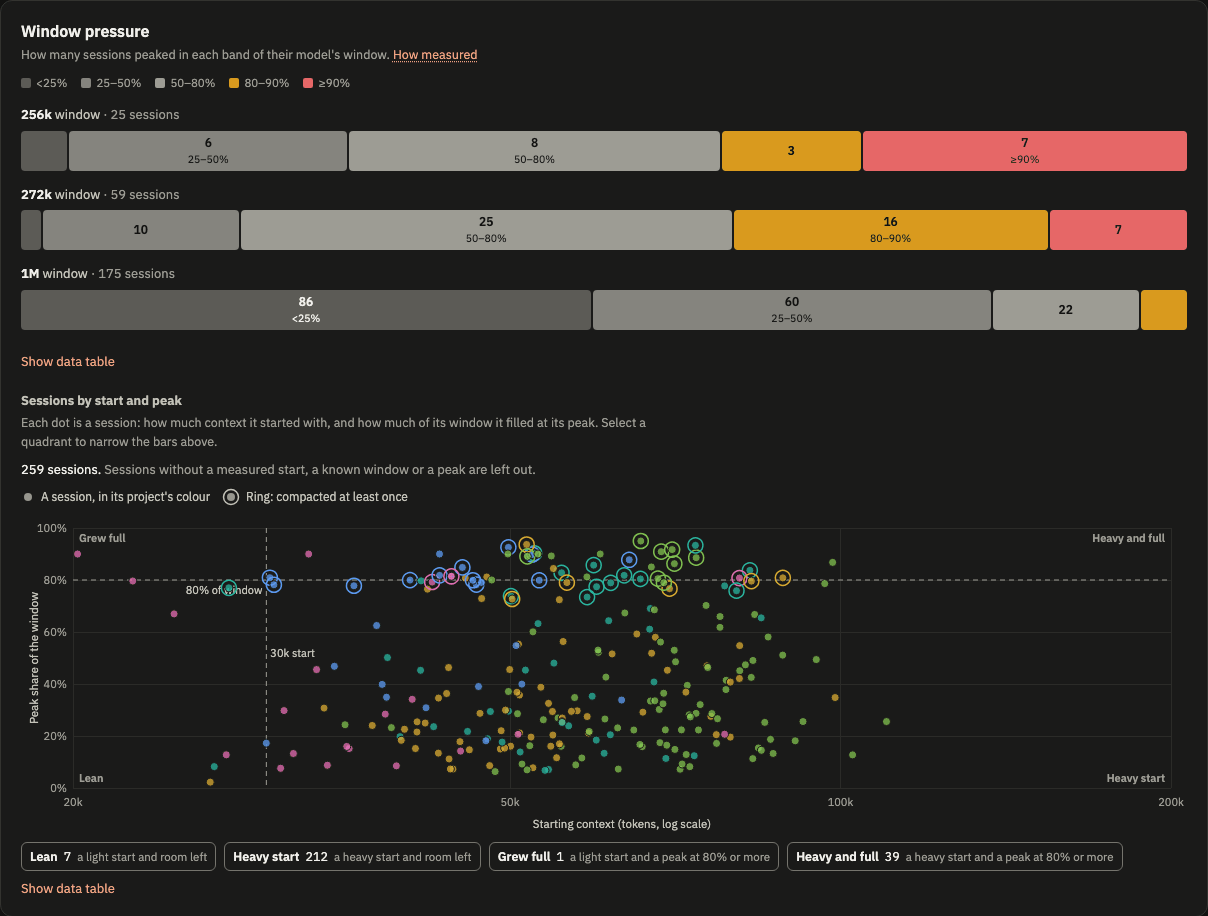 Window pressure
How many sessions peaked in each band of their model's window. How measured
<25% 25–50% 50–80% 80–90% ≥90%
256k window · 25 sessions
6 8 3 7
25–50% 50–80% ≥90%
272k window · 59 sessions
10 25 16 7
50–80% 80–90%
1M window · 175 sessions
86 60 22
<25% 25–50%
Show data table
Sessions by start and peak
Each dot is a session: how much context it started with, and how much of its window it filled at its peak. Select a
quadrant to narrow the bars above.
259 sessions. Sessions without a measured start, a known window or a peak are left out.
A session, in its project's colour Ring: compacted at least once
100%
Grew full Heavy and full
80%
80% of window
60%
30k start
40%
20%
Lean Heavy start
0%
Peak share of the window
20k 50k 100k 200k
Starting context (tokens, log scale)
Lean 7 a light start and room left
Heavy start 212 a heavy start and room left
Grew full 1 a light start and a peak at 80% or more
Heavy and full 39 a heavy start and a peak at 80% or more
Show data table